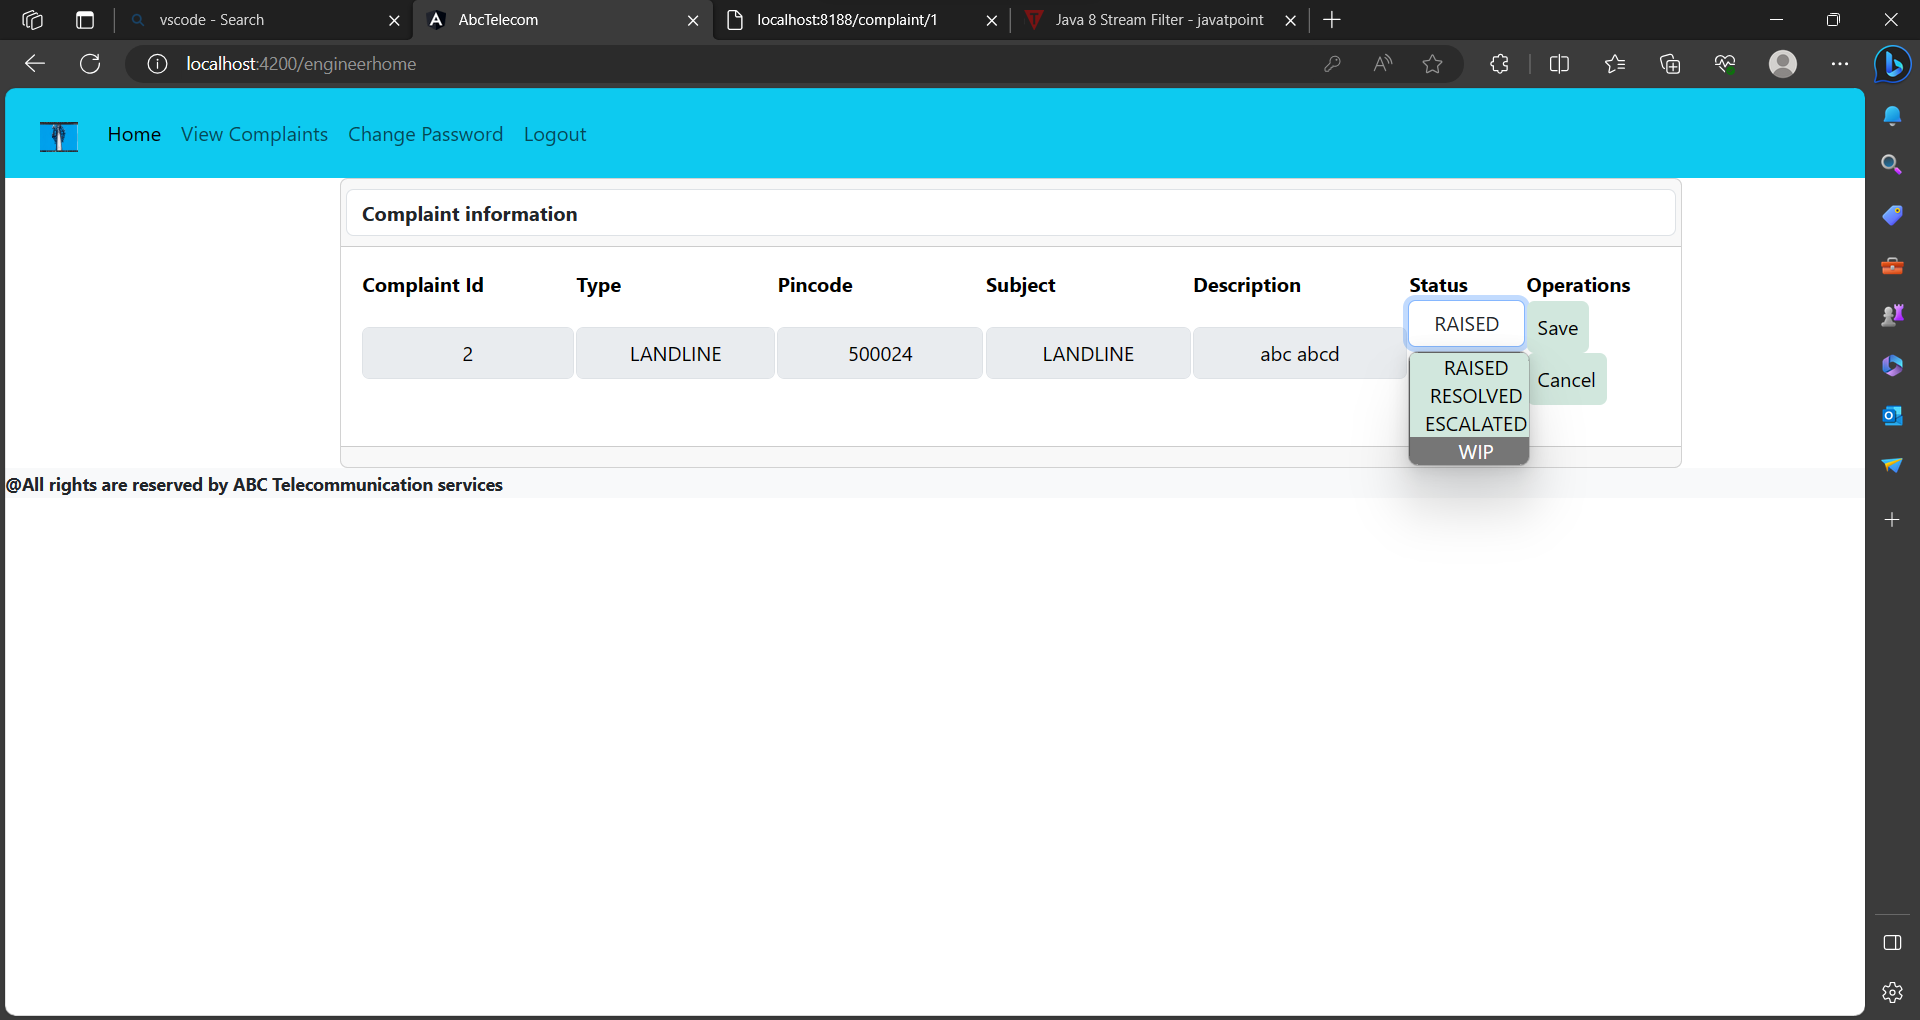 vscode - Search
AbcTelecom
localhost:8188/complaint/1
Java 8 Stream Filter - javatpoint
localhost:4200/engineerhome
Home View Complaints Change Password Logout
Complaint information
Complaint Id Type Pincode Subject Description Status Operations
2 LANDLINE 500024 LANDLINE abc abcd RAISED Save
Cancel
RAISED
RESOLVED
ESCALATED
WIP
@All rights are reserved by ABC Telecommunication services